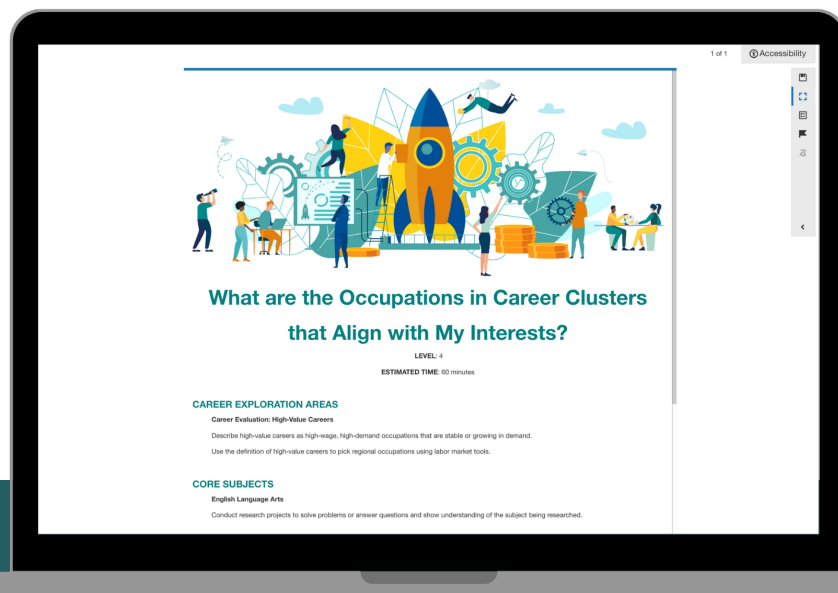 1 of 1
Accessibility
What are the Occupations in Career Clusters
that Align with My Interests?
LEVEL: 4
ESTIMATED TIME: 60 minutes
CAREER EXPLORATION AREAS
Career Evaluation: High-Value Careers
Describe high-value careers as high-wage, high-demand occupations that are stable or growing in demand.
Use the definition of high-value careers to pick regional occupations using labor market tools.
CORE SUBJECTS
English Language Arts
Conduct research projects to solve problems or answer questions and show understanding of the subject being researched.